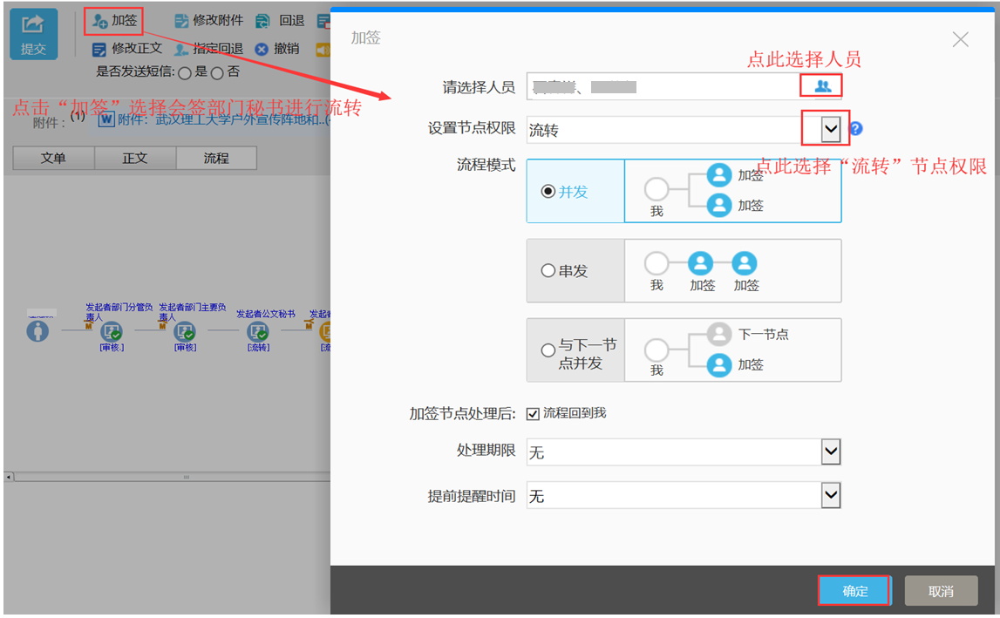 加签
修改附件
回退
提交
修改正文
指定回退
撤销
是否发送短信:
是
否
点击“加签”选择会签部门秘书进行流转
附件：
(1)
附件：武汉理工大学户外宣传阵地和..(
文单
正文
流程
发起者部门分管负
责人
[审核.]
发起者部门主要负
责人
[审核]
发起者公文秘书
[流转]
发起
[流
加签
点此选择人员
请选择人员
、
设置节点权限
流转
点此选择“流转”节点权限
流程模式
并发
我
加签
加签
串发
我
加签
加签
与下一节
点并发
我
下一节点
加签
加签节点处理后:
流程回到我
处理期限
无
提前提醒时间
无
确定
取消